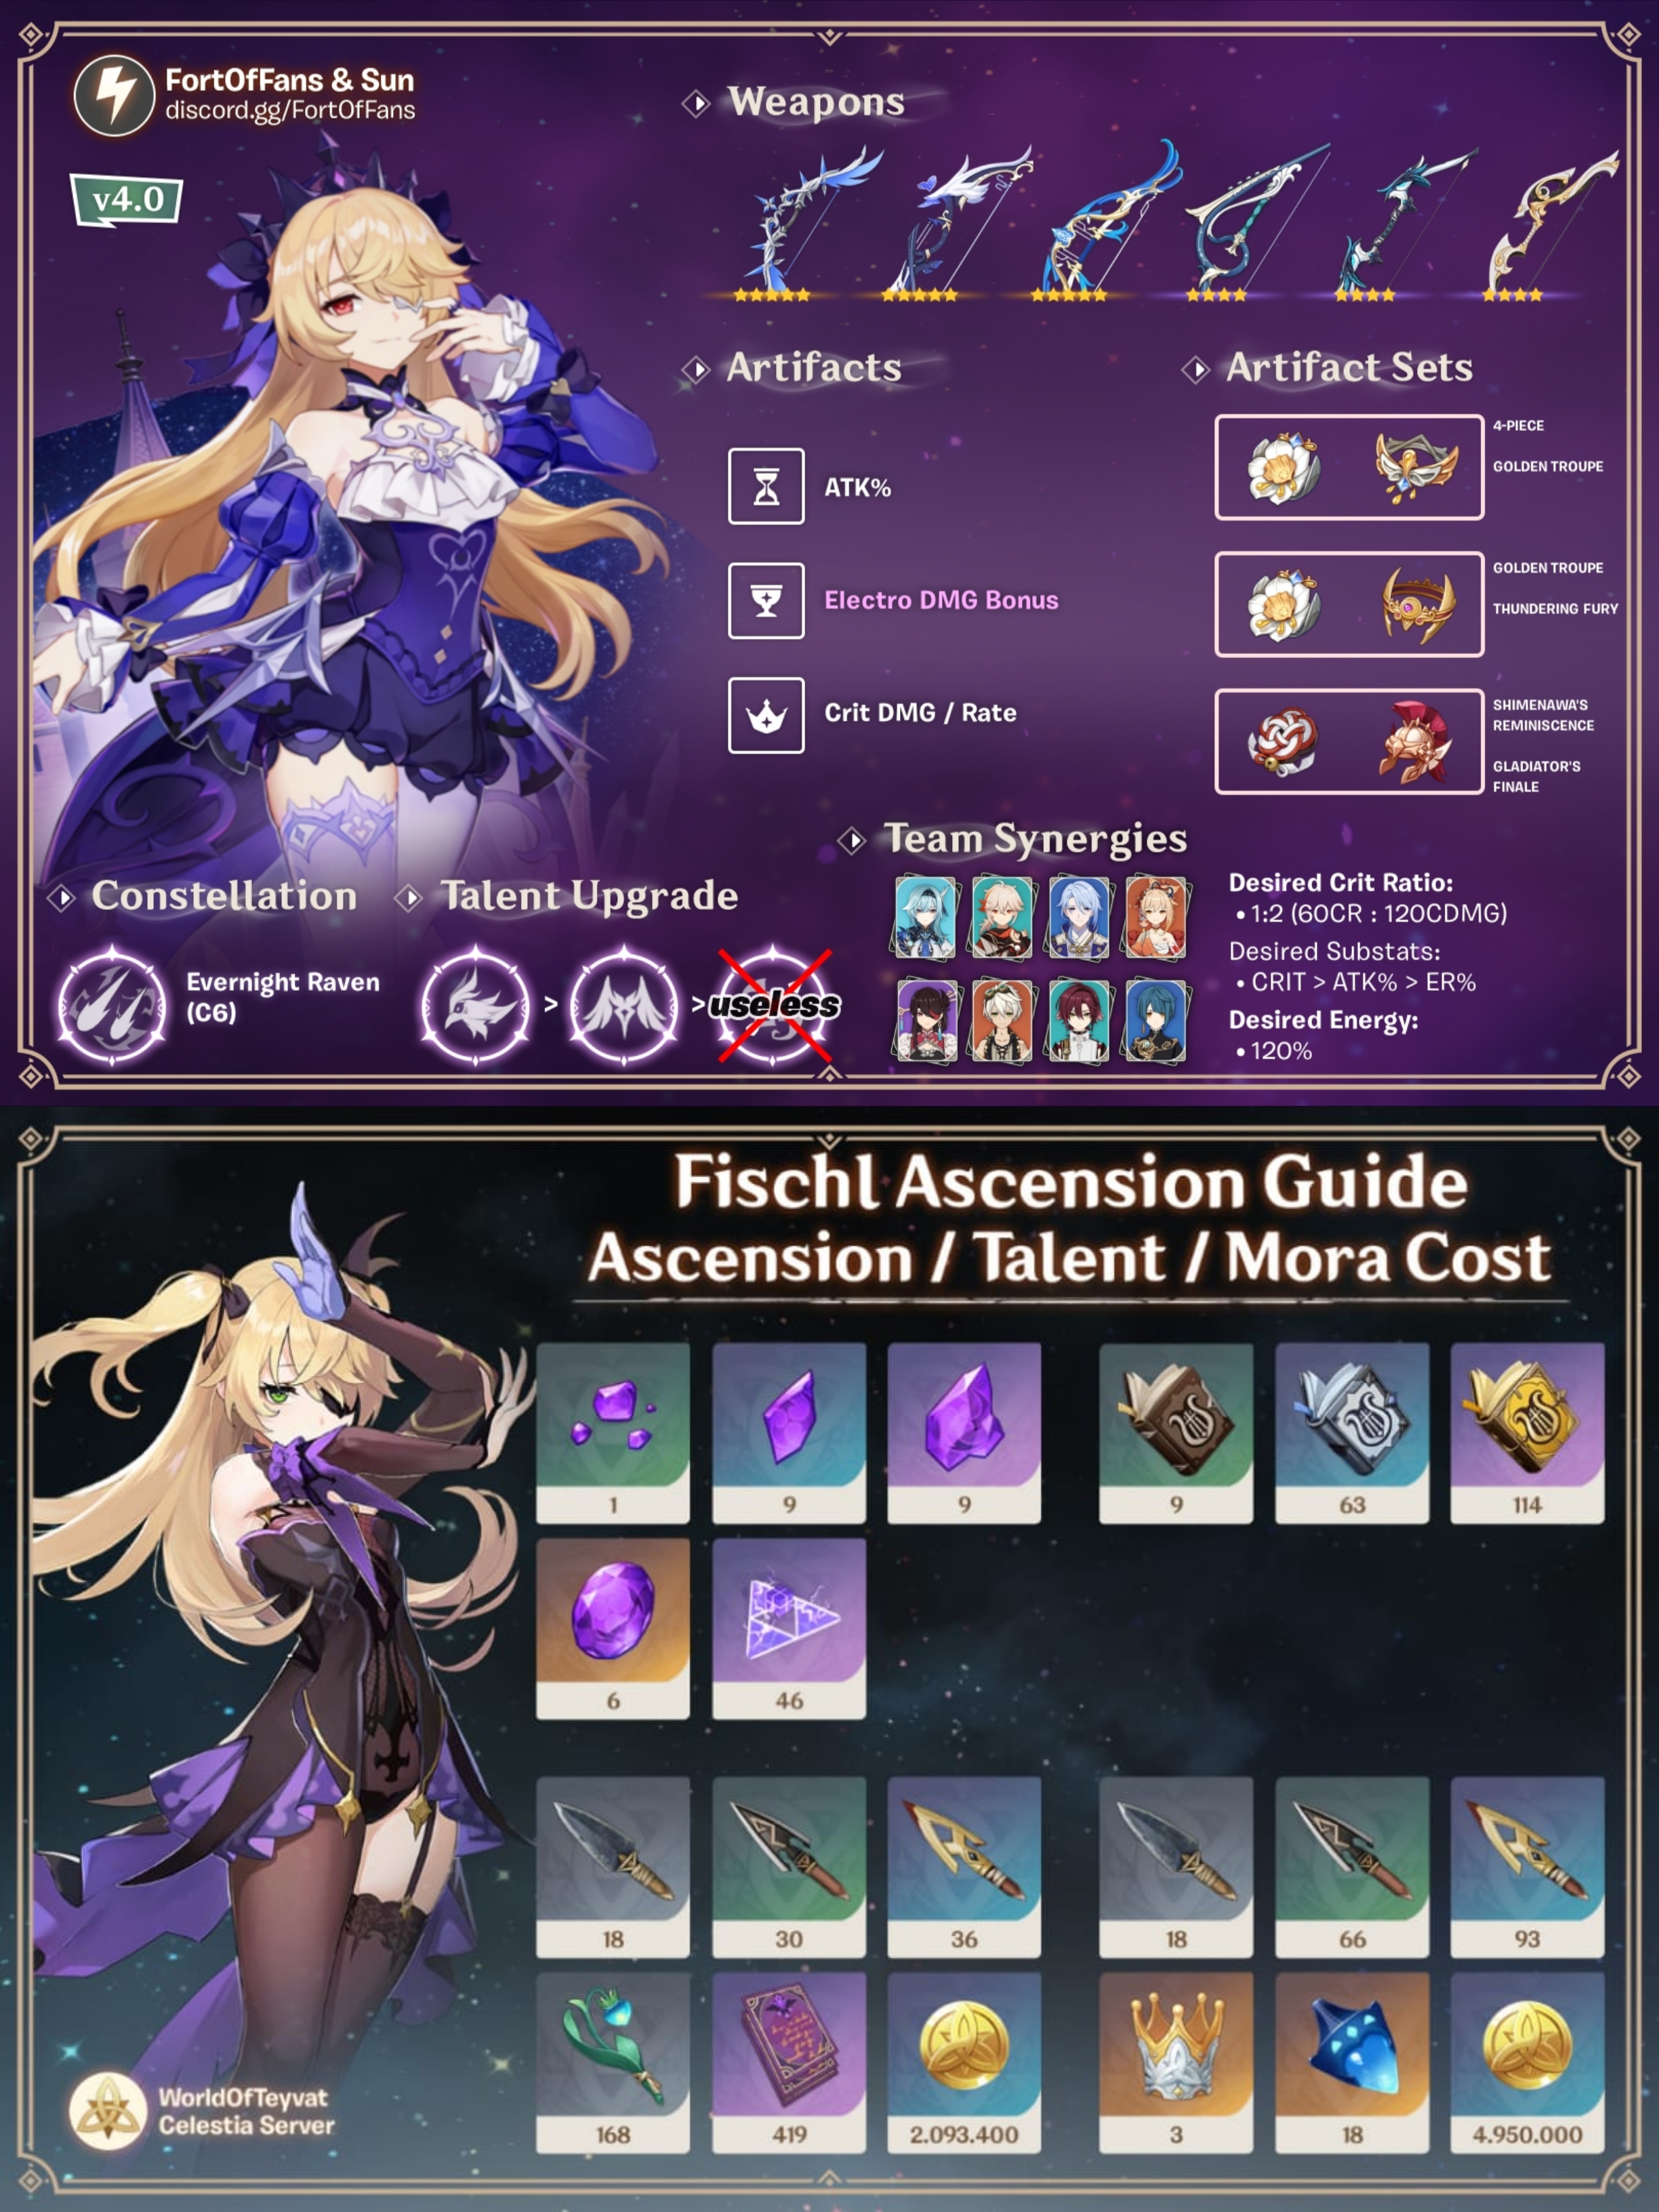 FortOfFans & Sun
discord.gg/FortOfFans
v4.0
Weapons
Artifacts
ATK%
Electro DMG Bonus
Crit DMG / Rate
Artifact Sets
4-PIECE
GOLDEN TROUPE
GOLDEN TROUPE
THUNDERING FURY
SHIMENAWA'S
REMINISCENCE
GLADIATOR'S
FINALE
Constellation
Evernight Raven
(C6)
Talent Upgrade
> > useless
Team Synergies
Desired Crit Ratio:
• 1:2 (60CR : 120CDMG)
Desired Substats:
• CRIT > ATK% > ER%
Desired Energy:
• 120%
Fischl Ascension Guide
Ascension / Talent / Mora Cost
1 9 9 9 63 114
6 46
18 30 36 18 66 93
168 419 2.093.400 3 18 4.950.000
WorldOfTeyvat
Celestia Server